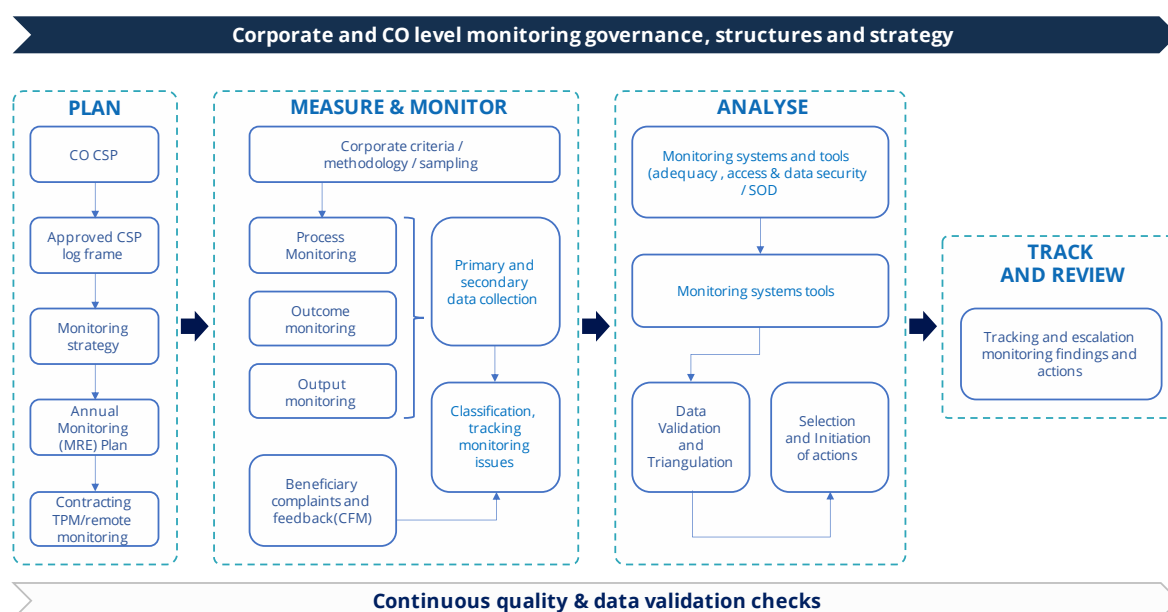 Corporate and CO level monitoring governance, structures and strategy
PLAN
CO CSP
Approved CSP
log frame
Monitoring
strategy
Annual
Monitoring
(MRE) Plan
Contracting
TPM/remote
monitoring
MEASURE & MONITOR
Corporate criteria /
methodology / sampling
Process
Monitoring
Outcome
monitoring
Output
monitoring
Beneficiary
complaints and
feedback(CFM)
Primary and
secondary
data collection
Classification,
tracking
monitoring
issues
ANALYSE
Monitoring systems and tools
(adequacy , access & data security
/ SOD
Monitoring systems tools
Data
Validation
and
Triangulation
Selection
and Initiation
of actions
TRACK
AND REVIEW
Tracking and escalation
monitoring findings and
actions
Continuous quality & data validation checks